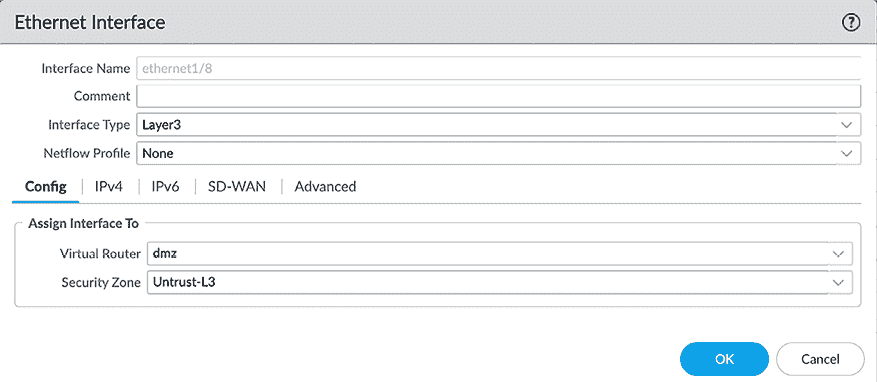 Ethernet Interface ?
Interface Name ethernet1/8
Comment
Interface Type Layer3
Netflow Profile None
Config IPv4 IPv6 SD-WAN Advanced
Assign Interface To
Virtual Router dmz
Security Zone Untrust-L3
OK Cancel